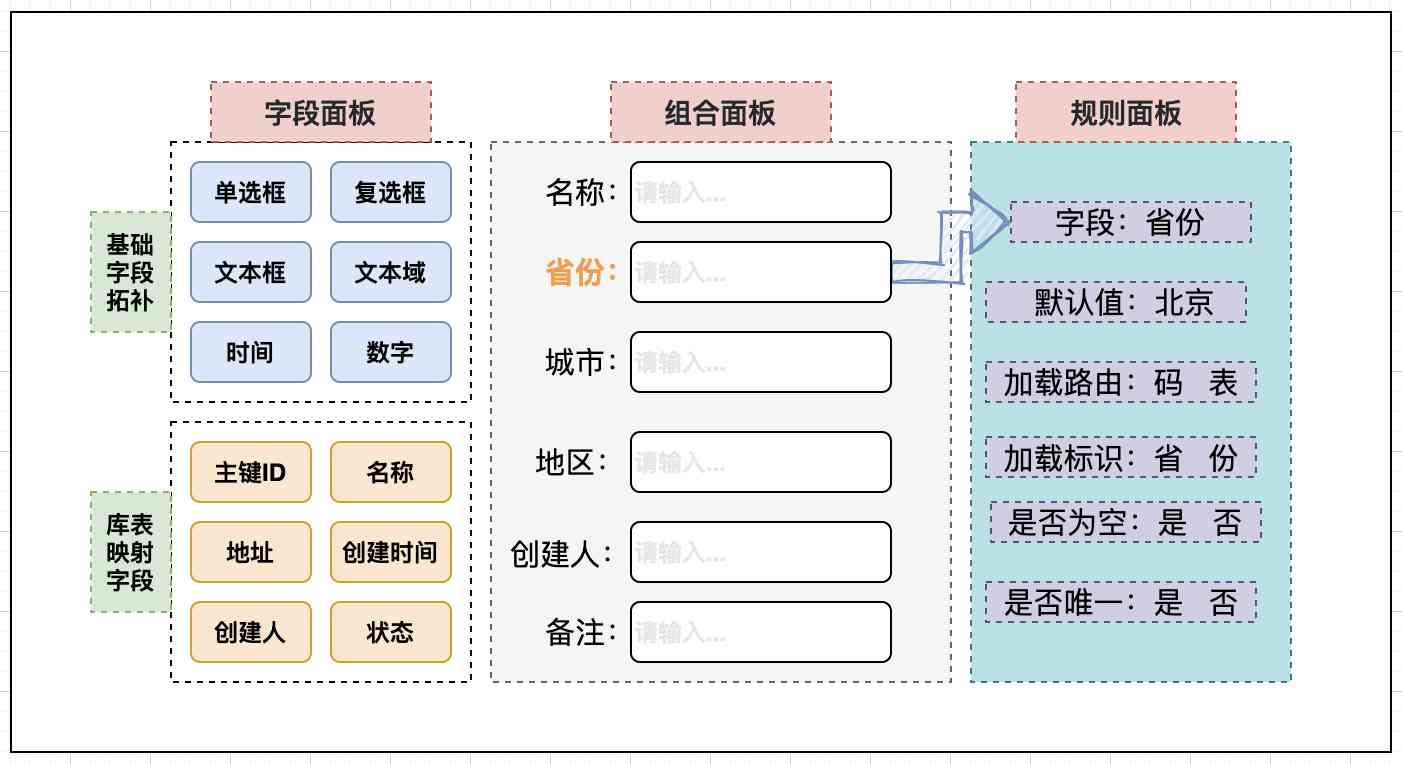 字段面板
基础
字段
拓补
单选框
复选框
文本框
文本域
时间
数字
库表
映射
字段
主键ID
名称
地址
创建时间
创建人
状态
组合面板
名称： 请输入...
省份： 请输入...
城市： 请输入...
地区： 请输入...
创建人： 请输入...
备注： 请输入...
规则面板
字段：省份
默认值：北京
加载路由：码 表
加载标识：省 份
是否为空：是 否
是否唯一：是 否